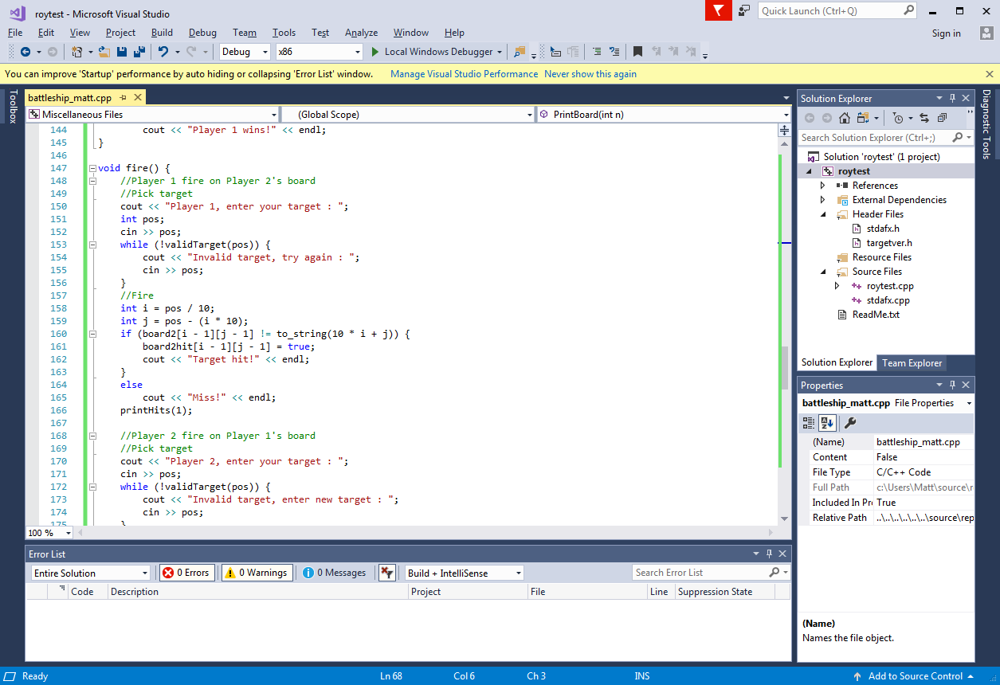 roytest - Microsoft Visual Studio
Quick Launch (Ctrl+Q)
File Edit View Project Build Debug Team Tools Test Analyze Window Help
Sign in
Debug x86 Local Windows Debugger
You can improve 'Startup' performance by auto hiding or collapsing 'Error List' window. Manage Visual Studio Performance Never show this again
Toolbox
battleship_matt.cpp
Miscellaneous Files (Global Scope) PrintBoard(int n)
144 cout << "Player 1 wins!" << endl;
145 }
146
147 void fire() {
148 //Player 1 fire on Player 2's board
149 //Pick target
150 cout << "Player 1, enter your target : ";
151 int pos;
152 cin >> pos;
153 while (!validTarget(pos)) {
154 cout << "Invalid target, try again : ";
155 cin >> pos;
156 }
157 //Fire
158 int i = pos / 10;
159 int j = pos - (i * 10);
160 if (board2[i - 1][j - 1] != to_string(10 * i + j)) {
161 board2hit[i - 1][j - 1] = true;
162 cout << "Target hit!" << endl;
163 }
164 else
165 cout << "Miss!" << endl;
166 printHits(1);
167
168 //Player 2 fire on Player 1's board
169 //Pick target
170 cout << "Player 2, enter your target : ";
171 cin >> pos;
172 while (!validTarget(pos)) {
173 cout << "Invalid target, enter new target : ";
174 cin >> pos;
175 }
100 %
Error List
Entire Solution 0 Errors 0 Warnings 0 Messages Build + IntelliSense Search Error List
Code Description Project File Line Suppression State
Solution Explorer
Search Solution Explorer (Ctrl+;)
Solution 'roytest' (1 project)
roytest
References
External Dependencies
Header Files
stdafx.h
targetver.h
Resource Files
Source Files
roytest.cpp
stdafx.cpp
ReadMe.txt
Solution Explorer Team Explorer
Properties
battleship_matt.cpp File Properties
(Name) battleship_matt.cpp
Content False
File Type C/C++ Code
Full Path c:\Users\Matt\source\r
Included In Pr True
Relative Path ..\..\..\..\..\source\rep
(Name)
Names the file object.
Diagnostic Tools
Ready Ln 68 Col 6 Ch 3 INS Add to Source Control